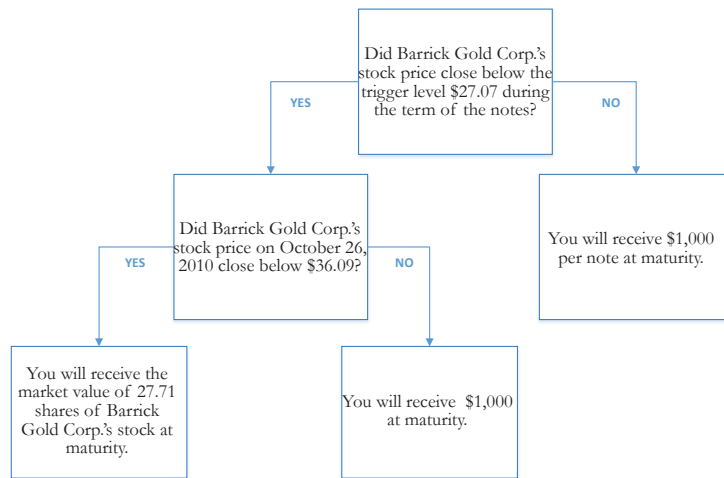 Did Barrick Gold Corp.'s
stock price close below the
trigger level $27.07 during
the term of the notes?
YES
NO
Did Barrick Gold Corp.'s
stock price on October 26,
2010 close below $36.09?
You will receive $1,000
per note at maturity.
YES
NO
You will receive the
market value of 27.71
shares of Barrick
Gold Corp.'s stock at
maturity.
You will receive  $1,000
at maturity.